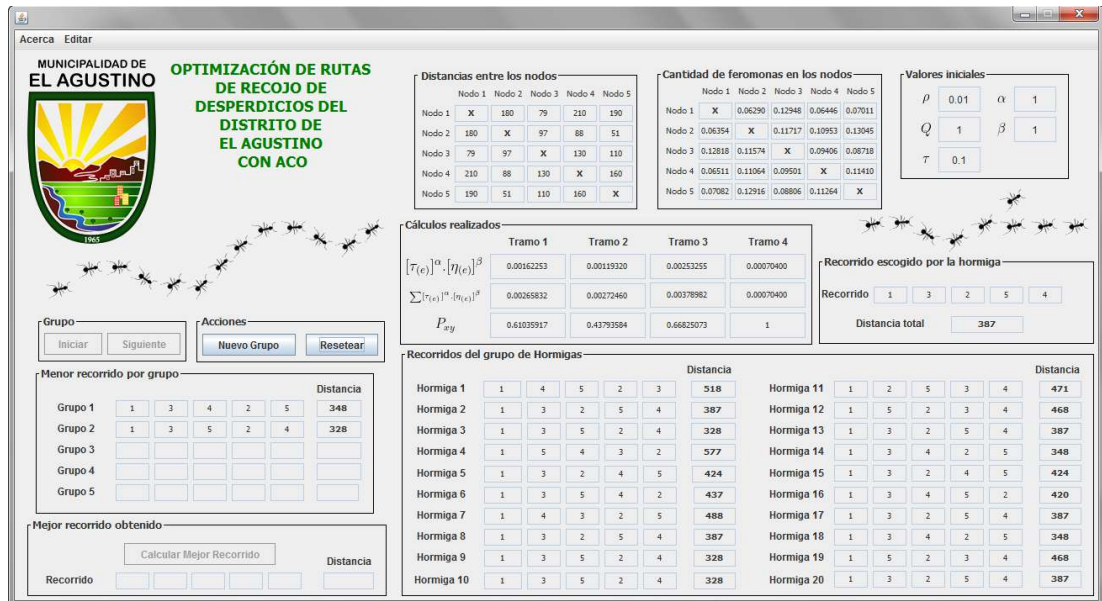 Acerca Editar
MUNICIPALIDAD DE
EL AGUSTINO
1965
OPTIMIZACIÓN DE RUTAS
DE RECOJO DE
DESPERDICIOS DEL
DISTRITO DE
EL AGUSTINO
CON ACO
Distancias entre los nodos
Nodo 1 Nodo 2 Nodo 3 Nodo 4 Nodo 5
Nodo 1 X 180 79 210 190
Nodo 2 180 X 97 88 51
Nodo 3 79 97 X 130 110
Nodo 4 210 88 130 X 160
Nodo 5 190 51 110 160 X
Cantidad de feromonas en los nodos
Nodo 1 Nodo 2 Nodo 3 Nodo 4 Nodo 5
Nodo 1 X 0.06290 0.12948 0.06446 0.07011
Nodo 2 0.06354 X 0.11717 0.10953 0.13045
Nodo 3 0.12818 0.11574 X 0.09406 0.08718
Nodo 4 0.06511 0.11064 0.09501 X 0.11410
Nodo 5 0.07082 0.12916 0.08806 0.11264 X
Valores iniciales
ρ 0.01 α 1
Q 1 β 1
τ 0.1
Cálculos realizados
Tramo 1 Tramo 2 Tramo 3 Tramo 4
[τ(e)]^α.[η(e)]^β 0.00162253 0.00119320 0.00253255 0.00070400
∑[τ(e)]^α.[η(e)]^β 0.00265832 0.00272460 0.00378982 0.00070400
Pxy 0.61035917 0.43793584 0.66825073 1
Recorrido escogido por la hormiga
Recorrido 1 3 2 5 4
Distancia total 387
Grupo
Iniciar Siguiente
Acciones
Nuevo Grupo Resetear
Menor recorrido por grupo
Distancia
Grupo 1 1 3 4 2 5 348
Grupo 2 1 3 5 2 4 328
Grupo 3
Grupo 4
Grupo 5
Mejor recorrido obtenido
Calcular Mejor Recorrido Distancia
Recorrido
Recorridos del grupo de Hormigas
Distancia Distancia
Hormiga 1 1 4 5 2 3 518 Hormiga 11 1 2 5 3 4 471
Hormiga 2 1 3 2 5 4 387 Hormiga 12 1 5 2 3 4 468
Hormiga 3 1 3 5 2 4 328 Hormiga 13 1 3 2 5 4 387
Hormiga 4 1 5 4 3 2 577 Hormiga 14 1 3 4 2 5 348
Hormiga 5 1 3 2 4 5 424 Hormiga 15 1 3 2 4 5 424
Hormiga 6 1 3 5 4 2 437 Hormiga 16 1 3 4 5 2 420
Hormiga 7 1 4 3 2 5 488 Hormiga 17 1 3 2 5 4 387
Hormiga 8 1 3 2 5 4 387 Hormiga 18 1 3 4 2 5 348
Hormiga 9 1 3 5 2 4 328 Hormiga 19 1 5 2 3 4 468
Hormiga 10 1 3 5 2 4 328 Hormiga 20 1 3 2 5 4 387